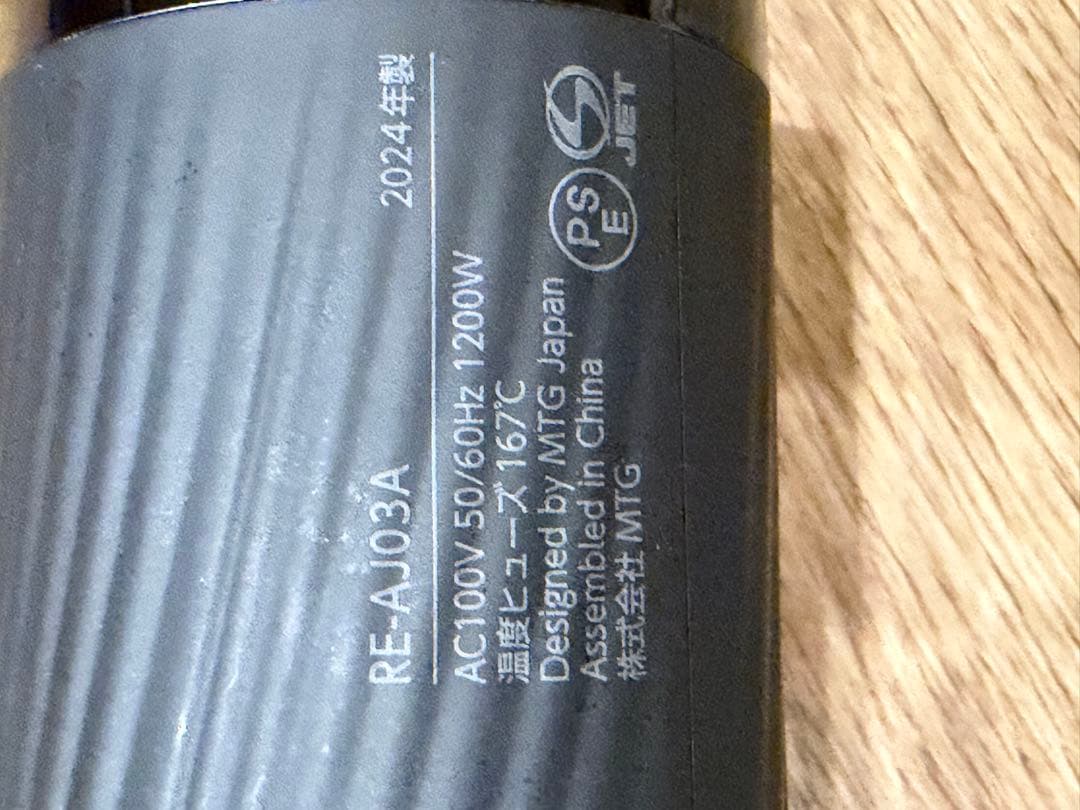 RE-AJ03A 2024年製
AC100V 50/60Hz 1200W
温度ヒューズ 167℃
Designed by MTG Japan
Assembled in China
株式会社 MTG
PSE
S JET